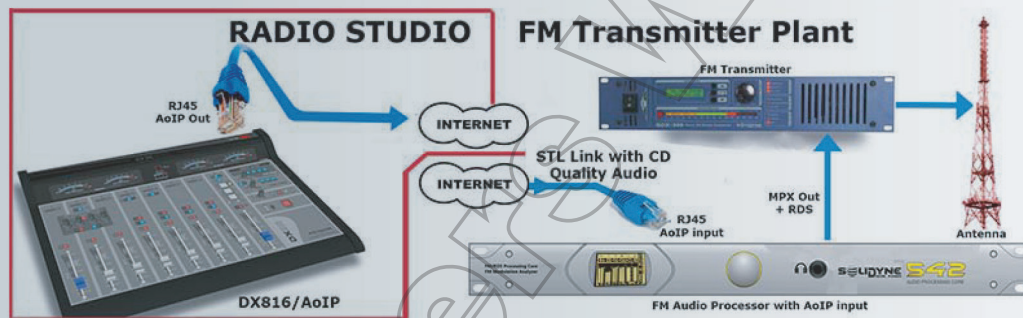 RADIO STUDIO
FM Transmitter Plant
RJ45
AoIP Out
INTERNET
INTERNET
DX816/AoIP
FM Transmitter
STL Link with CD
Quality Audio
RJ45
AoIP input
MPX Out
+ RDS
Antenna
SOLIDYNE
542
FM Audio Processor with AoIP input